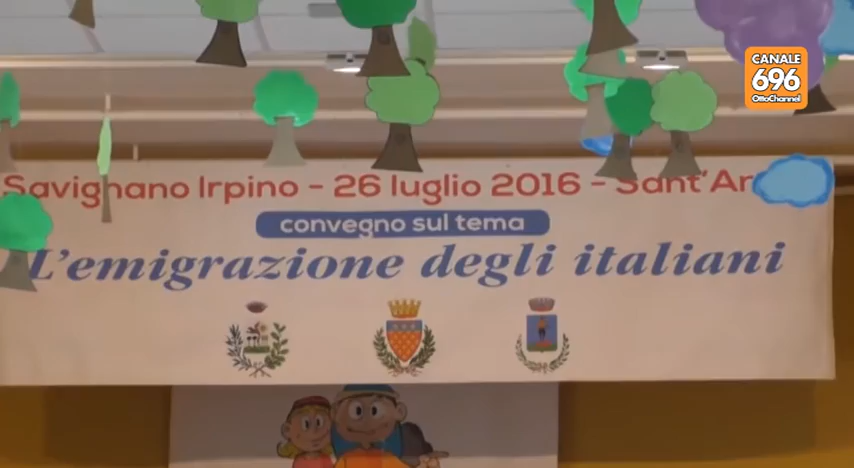 CANALE
696
OttoChannel
Savignano Irpino - 26 luglio 2016 - Sant'Ar
convegno sul tema
L'emigrazione degli italiani